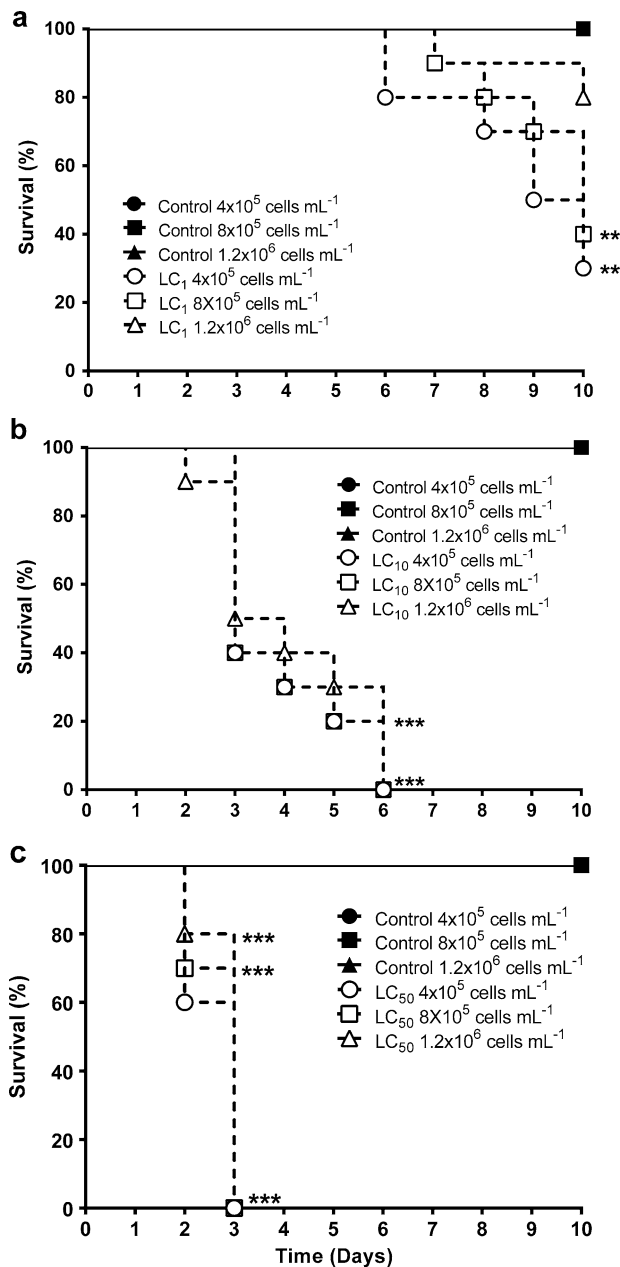 a
100
80
60
40
20
0
Survival (%)
Control 4x10⁵ cells mL⁻¹
Control 8x10⁵ cells mL⁻¹
Control 1.2x10⁶ cells mL⁻¹
LC₁ 4x10⁵ cells mL⁻¹
LC₁ 8X10⁵ cells mL⁻¹
LC₁ 1.2x10⁶ cells mL⁻¹
**
**
0 1 2 3 4 5 6 7 8 9 10
b
100
80
60
40
20
0
Survival (%)
Control 4x10⁵ cells mL⁻¹
Control 8x10⁵ cells mL⁻¹
Control 1.2x10⁶ cells mL⁻¹
LC₁₀ 4x10⁵ cells mL⁻¹
LC₁₀ 8X10⁵ cells mL⁻¹
LC₁₀ 1.2x10⁶ cells mL⁻¹
***
***
0 1 2 3 4 5 6 7 8 9 10
c
100
80
60
40
20
0
Survival (%)
Control 4x10⁵ cells mL⁻¹
Control 8x10⁵ cells mL⁻¹
Control 1.2x10⁶ cells mL⁻¹
LC₅₀ 4x10⁵ cells mL⁻¹
LC₅₀ 8X10⁵ cells mL⁻¹
LC₅₀ 1.2x10⁶ cells mL⁻¹
***
***
***
0 1 2 3 4 5 6 7 8 9 10
Time (Days)